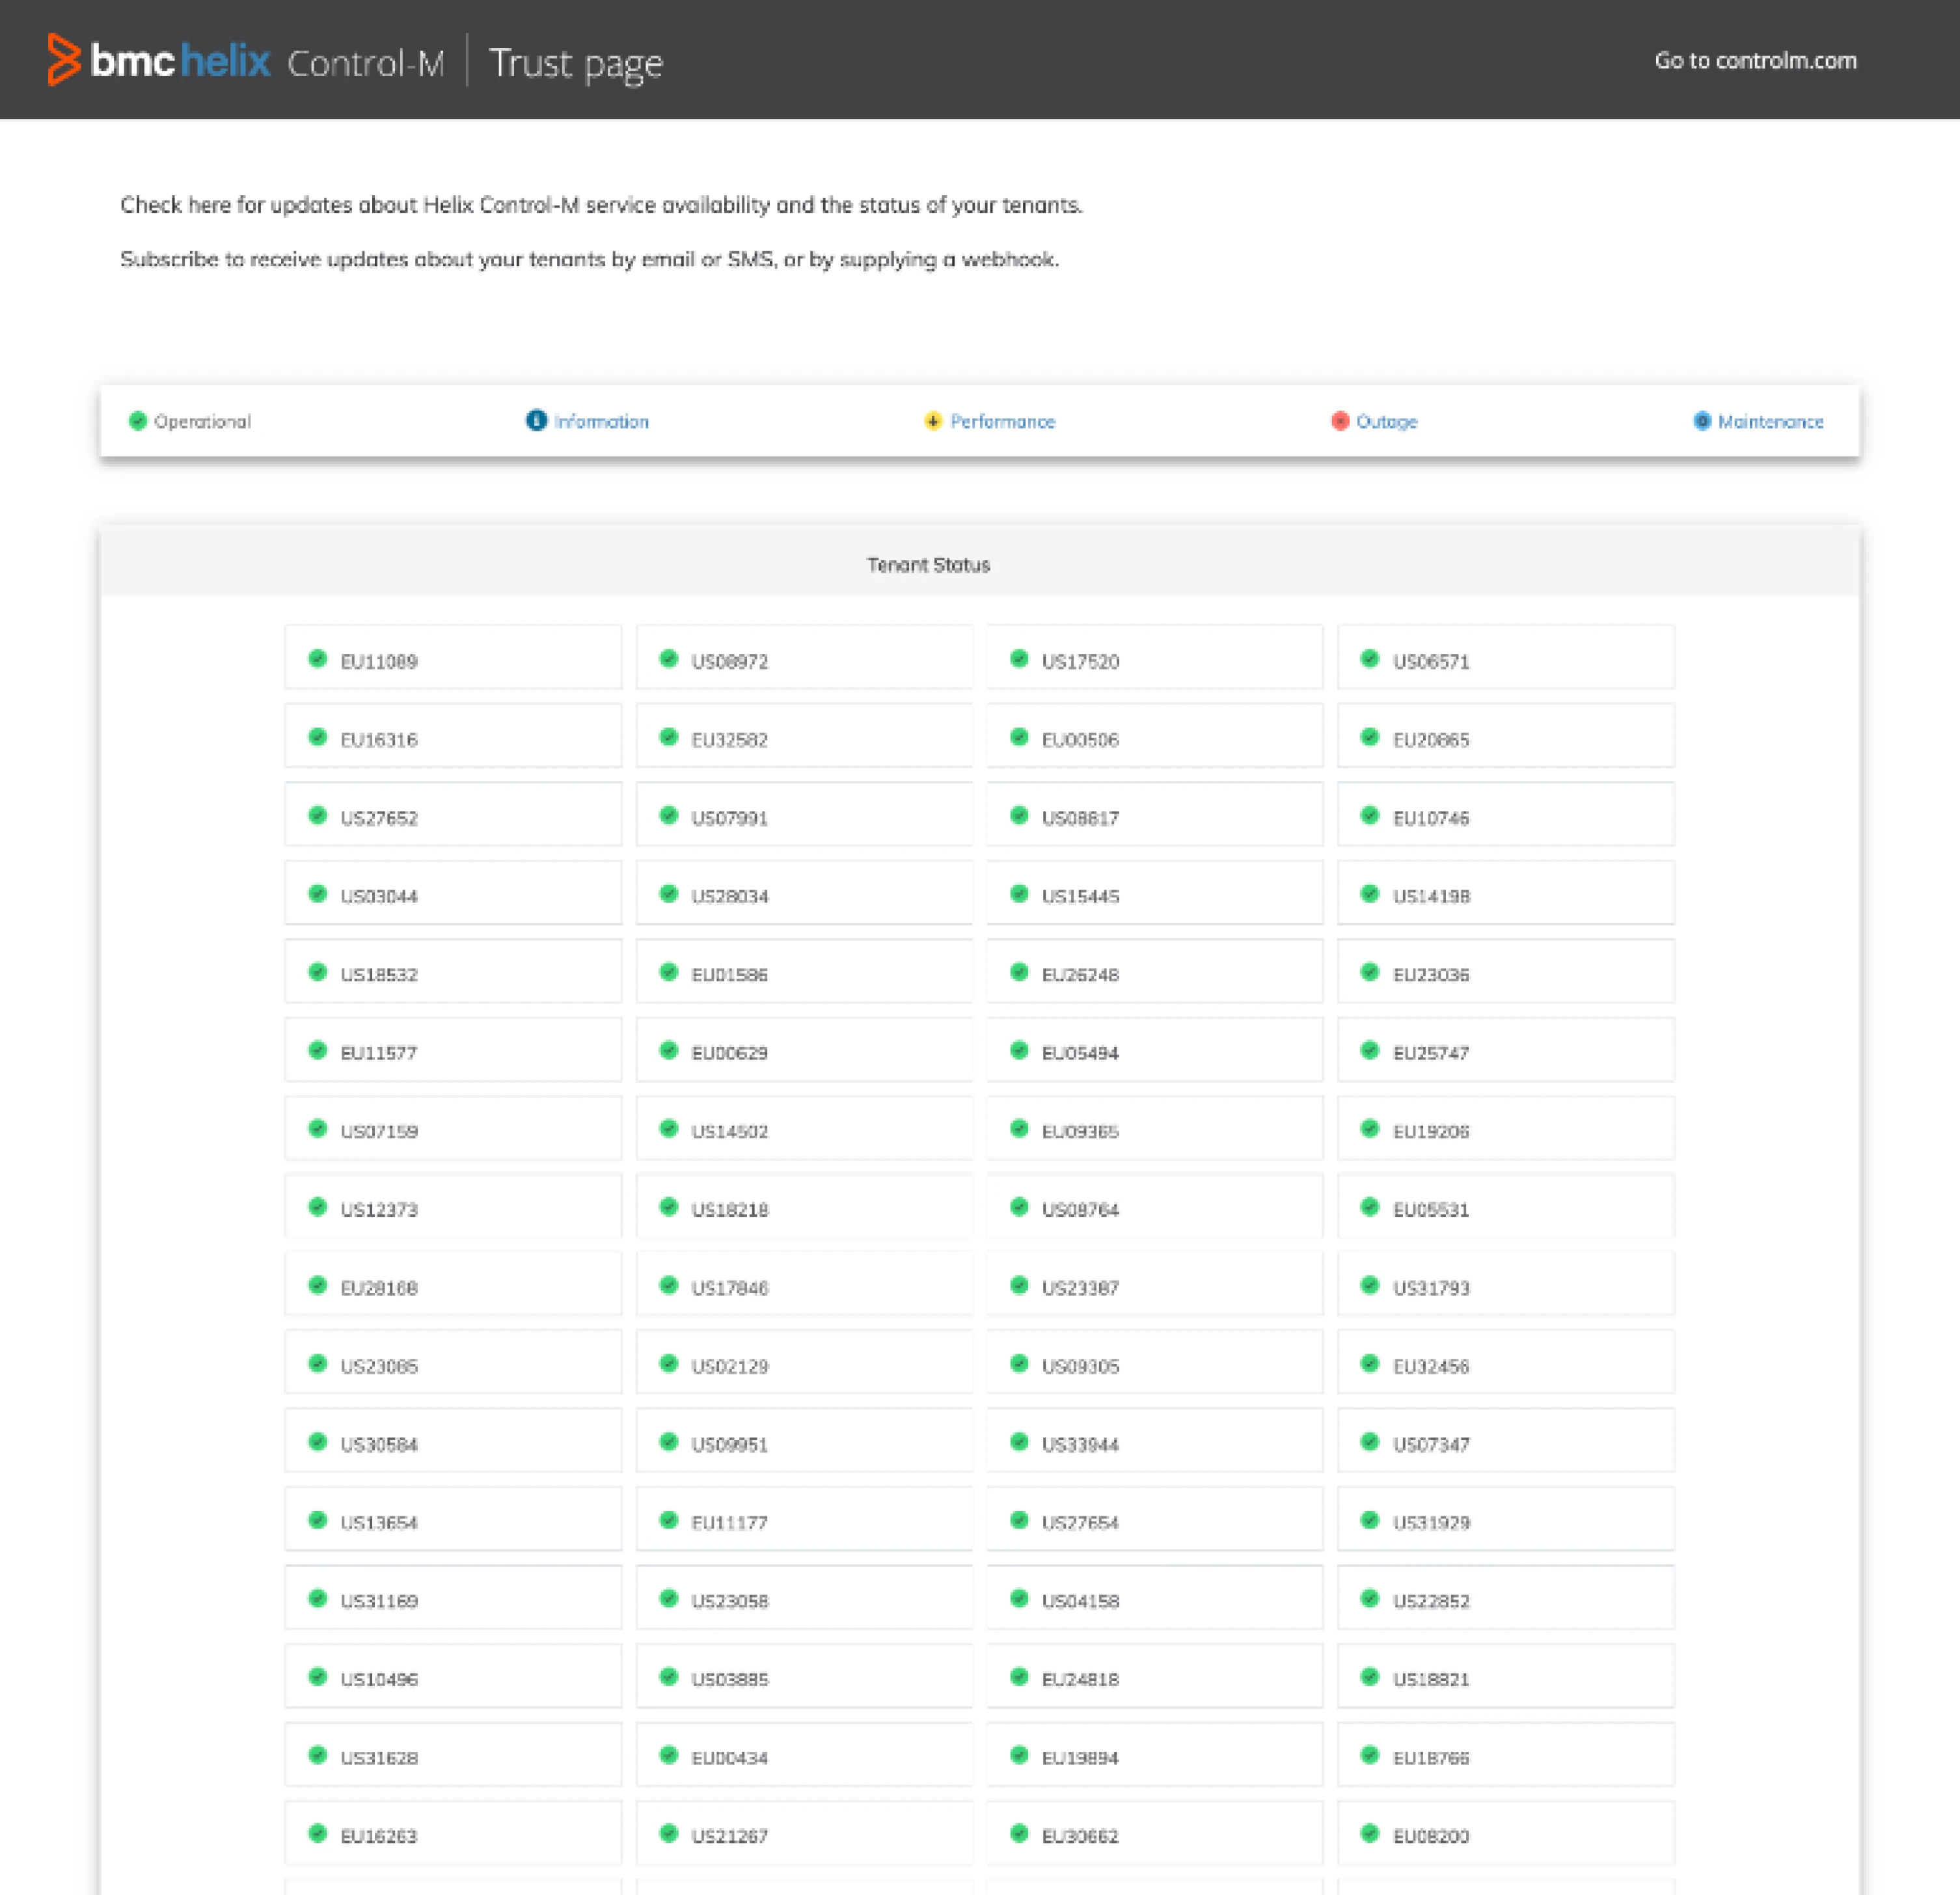 bmchelix Control-M | Trust page Go to controlm.com
Check here for updates about Helix Control-M service availability and the status of your tenants.
Subscribe to receive updates about your tenants by email or SMS, or by supplying a webhook.
Operational Information Performance Outage Maintenance
Tenant Status
EU11089 US08972 US17520 US06571
EU16316 EU32582 EU00506 EU20865
US27652 US07991 US08817 EU10746
US03044 US28034 US15445 US14198
US18532 EU01586 EU26248 EU23036
EU11577 EU00629 EU05494 EU25747
US07159 US14502 EU09365 EU19206
US12373 US18218 US08764 EU05531
EU28168 US17846 US23387 US31793
US23085 US02129 US09305 EU32456
US30584 US09951 US33944 US07347
US13654 EU11177 US27654 US31929
US31169 US23058 US04158 US22852
US10496 US03885 EU24818 US18821
US31628 EU00434 EU19894 EU18766
EU16263 US21267 EU30662 EU08200